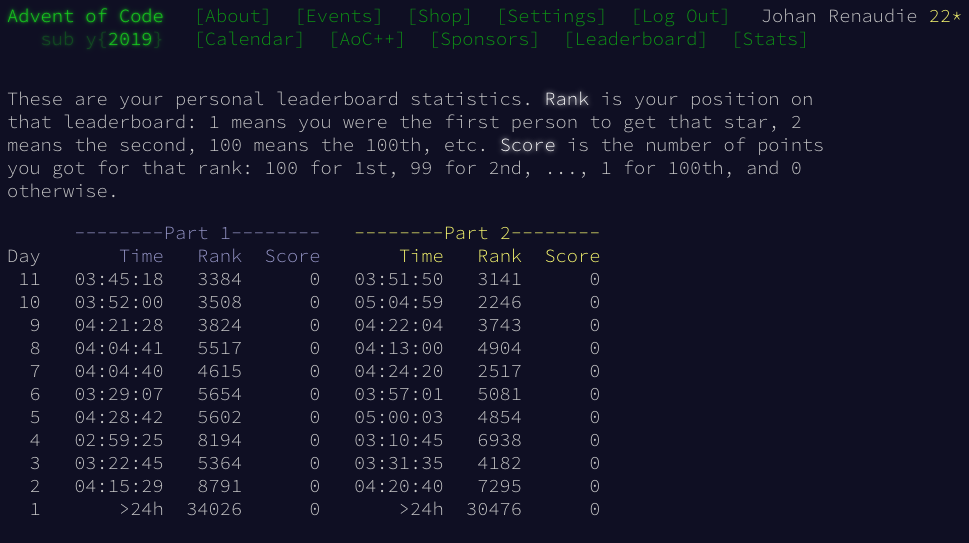 Advent of Code [About] [Events] [Shop] [Settings] [Log Out] Johan Renaudie 22*
sub y{2019} [Calendar] [AoC++] [Sponsors] [Leaderboard] [Stats]
These are your personal leaderboard statistics. Rank is your position on
that leaderboard: 1 means you were the first person to get that star, 2
means the second, 100 means the 100th, etc. Score is the number of points
you got for that rank: 100 for 1st, 99 for 2nd, ..., 1 for 100th, and 0
otherwise.
--------Part 1-------- --------Part 2--------
Day Time Rank Score Time Rank Score
11 03:45:18 3384 0 03:51:50 3141 0
10 03:52:00 3508 0 05:04:59 2246 0
9 04:21:28 3824 0 04:22:04 3743 0
8 04:04:41 5517 0 04:13:00 4904 0
7 04:04:40 4615 0 04:24:20 2517 0
6 03:29:07 5654 0 03:57:01 5081 0
5 04:28:42 5602 0 05:00:03 4854 0
4 02:59:25 8194 0 03:10:45 6938 0
3 03:22:45 5364 0 03:31:35 4182 0
2 04:15:29 8791 0 04:20:40 7295 0
1 >24h 34026 0 >24h 30476 0